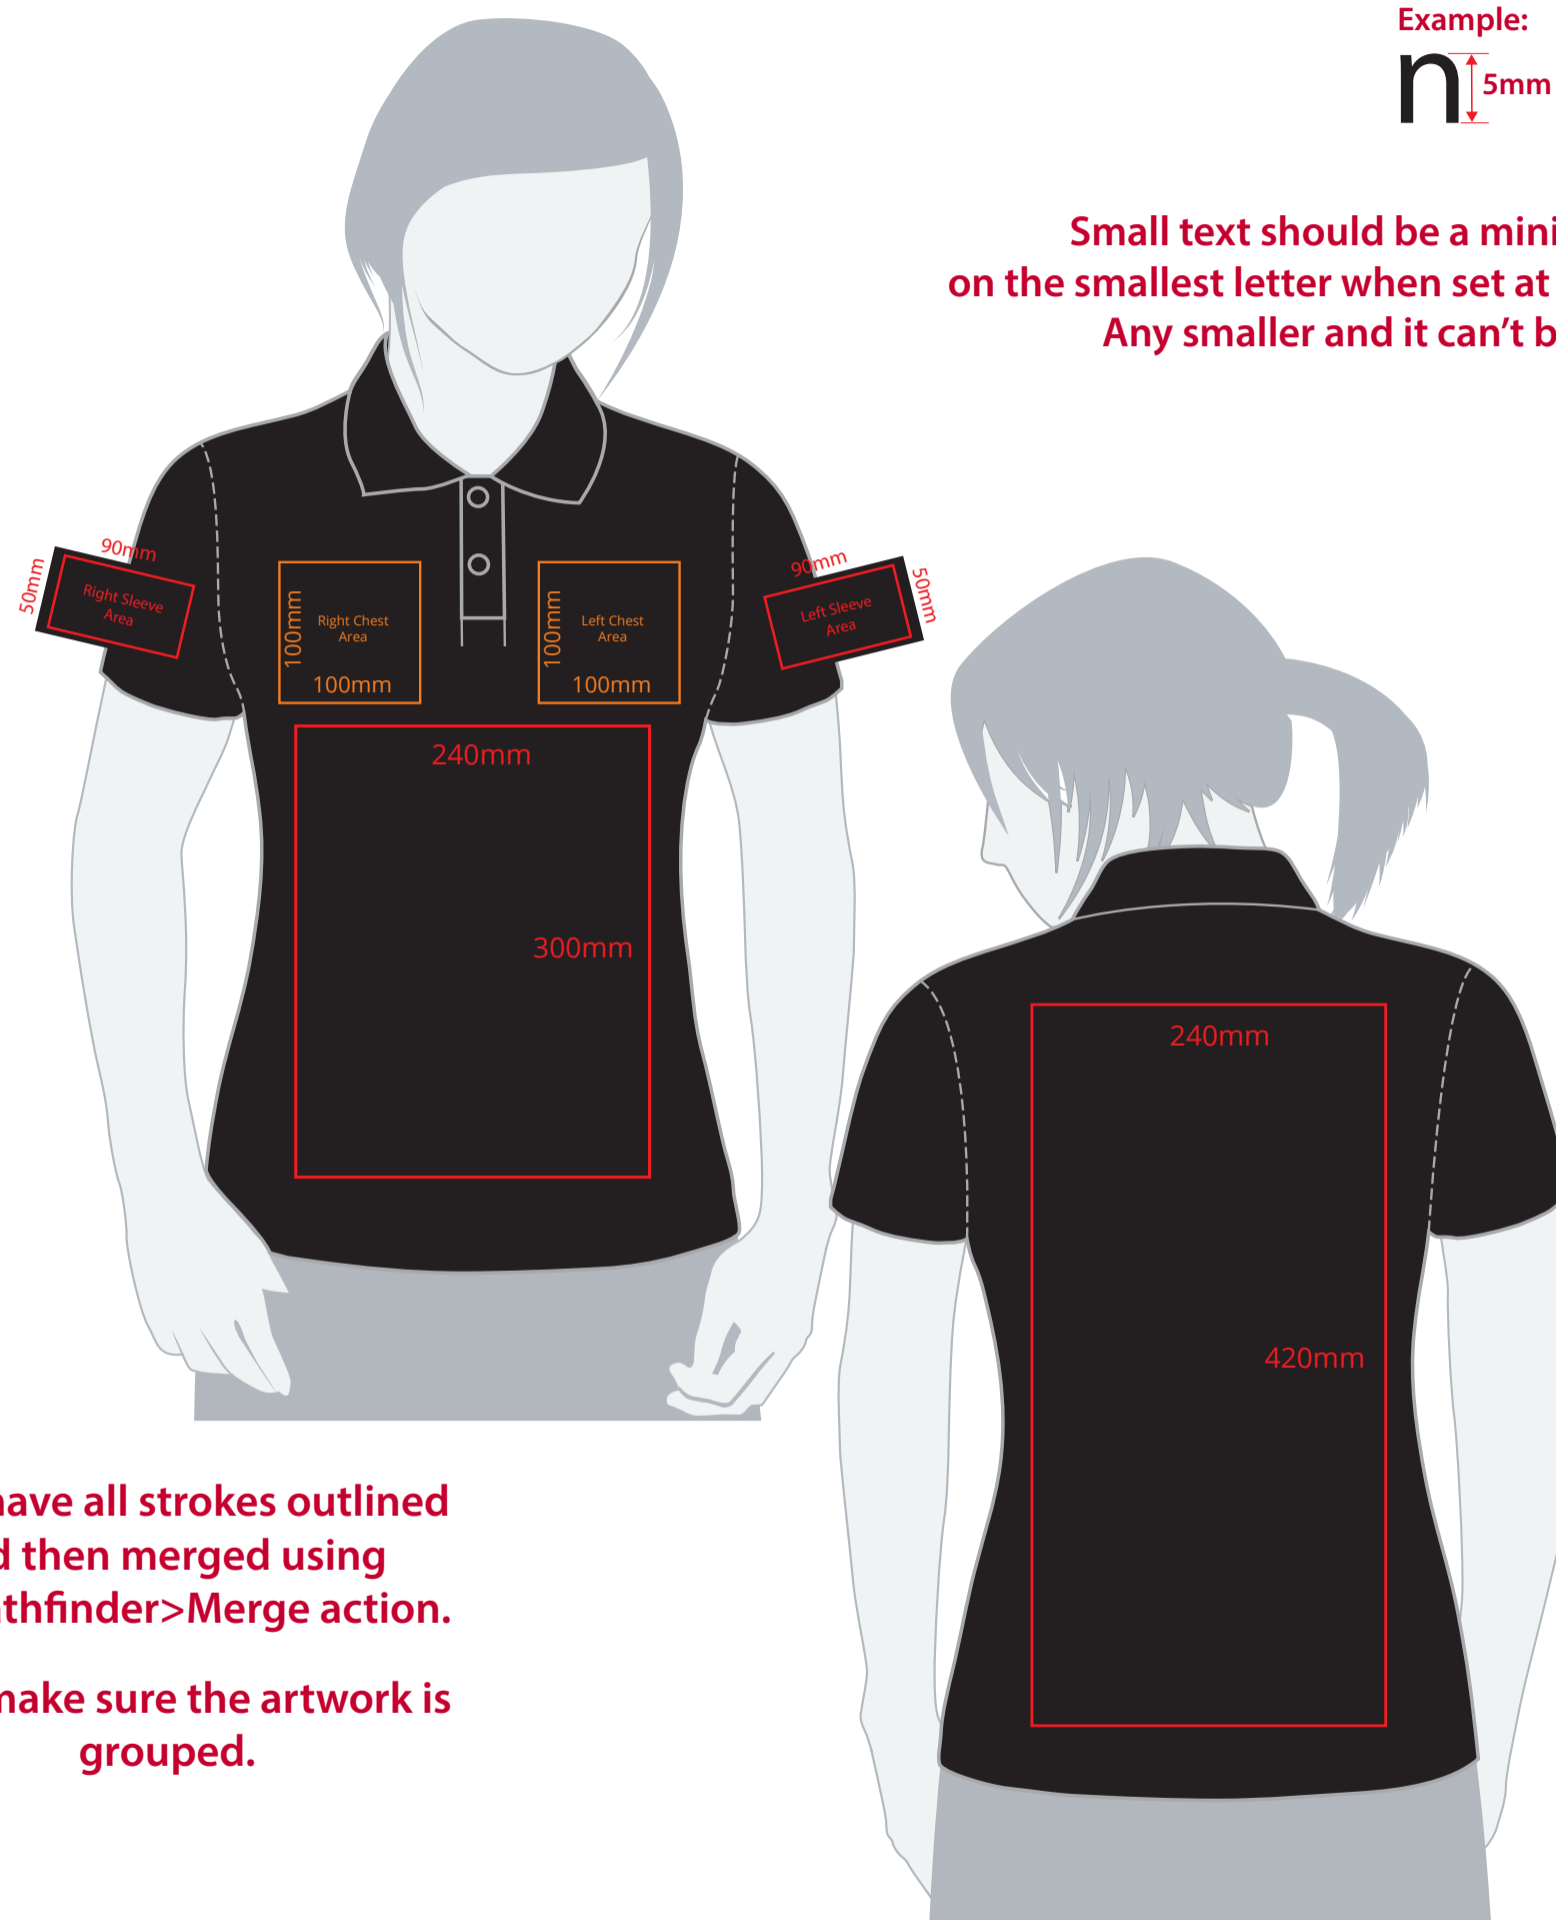 Example:
5mm
n
Small text should be a mini
on the smallest letter when set at
Any smaller and it can’t b
90mm
50mm
Right Sleeve
Area
100mm
Right Chest
Area
100mm
100mm
Left Chest
Area
100mm
90mm
50mm
Left Sleeve
Area
240mm
300mm
240mm
420mm
have all strokes outlined
d then merged using
thfinder>Merge action.
make sure the artwork is
grouped.